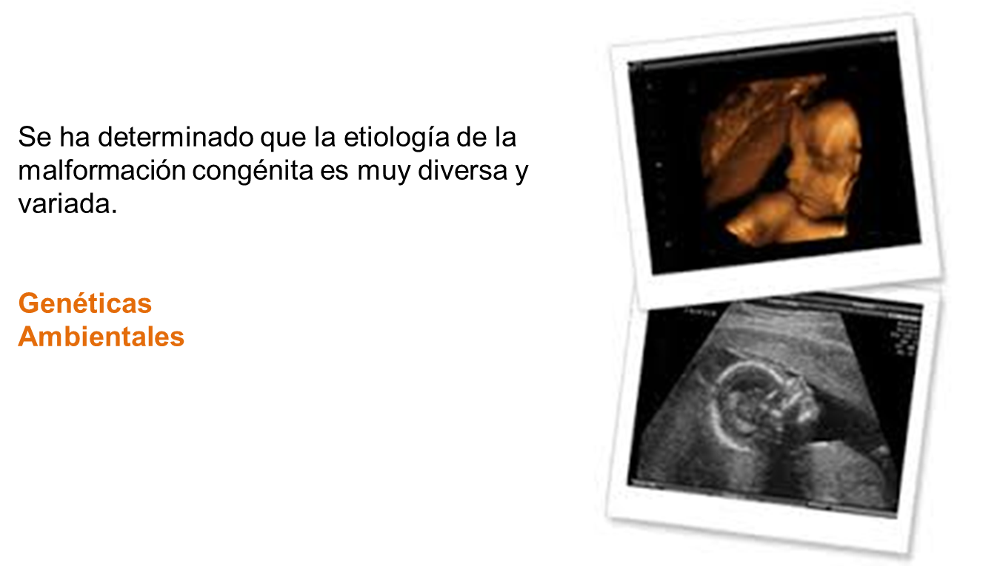 Se ha determinado que la etiología de la
malformación congénita es muy diversa y
variada.
Genéticas
Ambientales